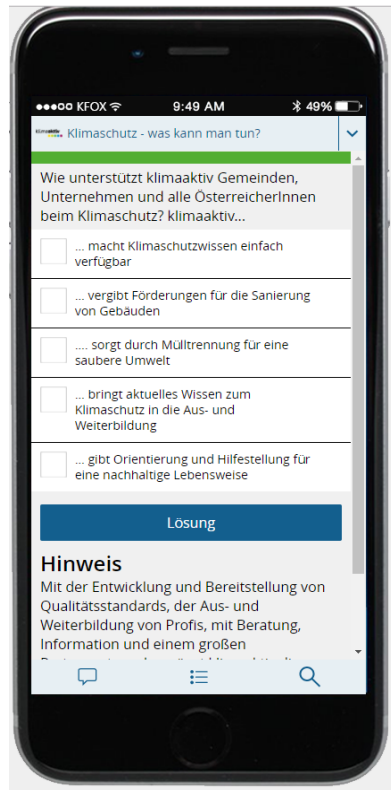 KFOX 9:49 AM 49%
klimaaktiv Klimaschutz - was kann man tun?
Wie unterstützt klimaaktiv Gemeinden,
Unternehmen und alle ÖsterreicherInnen
beim Klimaschutz? klimaaktiv...
... macht Klimaschutzwissen einfach
verfügbar
... vergibt Förderungen für die Sanierung
von Gebäuden
.... sorgt durch Mülltrennung für eine
saubere Umwelt
... bringt aktuelles Wissen zum
Klimaschutz in die Aus- und
Weiterbildung
... gibt Orientierung und Hilfestellung für
eine nachhaltige Lebensweise
Lösung
Hinweis
Mit der Entwicklung und Bereitstellung von
Qualitätsstandards, der Aus- und
Weiterbildung von Profis, mit Beratung,
Information und einem großen